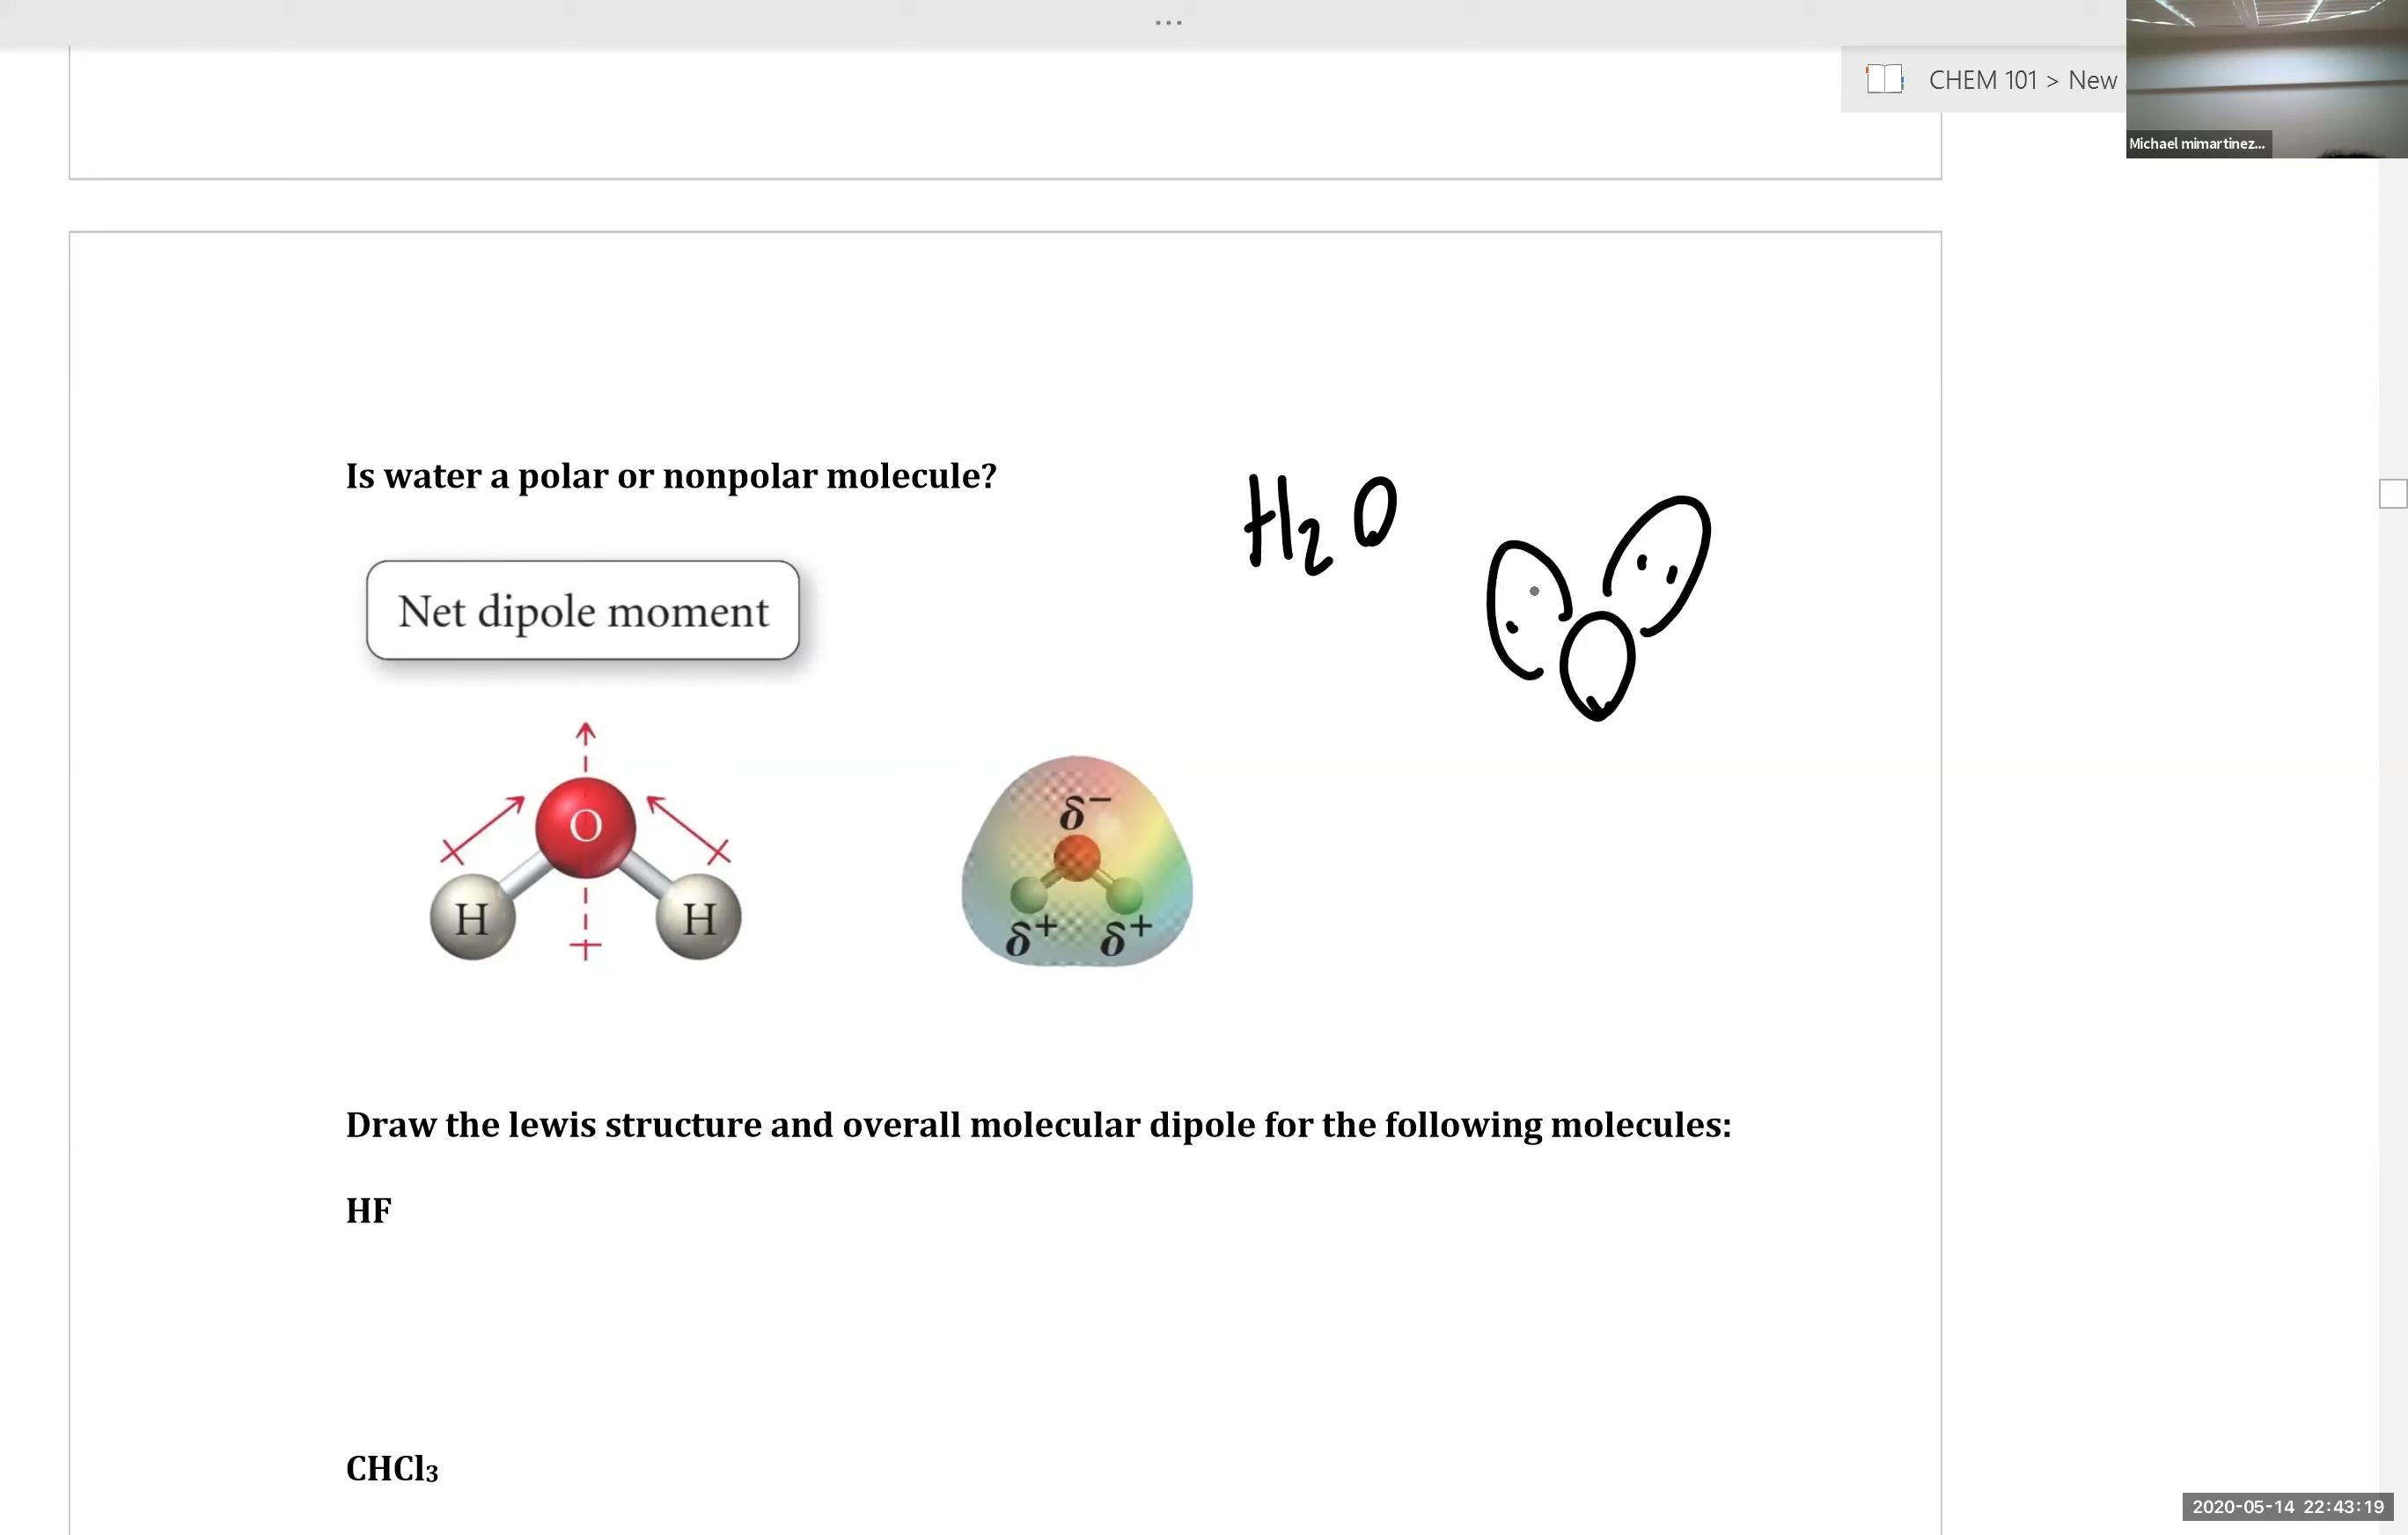 ...
CHEM 101 > New
Michael mimartinez...
Is water a polar or nonpolar molecule?
H₂O
Net dipole moment
O
H H
δ⁻
δ⁺ δ⁺
O
Draw the lewis structure and overall molecular dipole for the following molecules:
HF
CHCl₃
2020-05-14 22:43:19